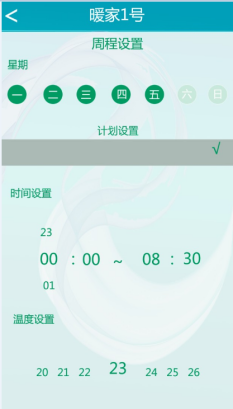 < 暖家1号
周程设置
星期
一 二 三 四 五 六 日
计划设置
√
时间设置
23
00 : 00 ~ 08 : 30
01
温度设置
20 21 22 23 24 25 26